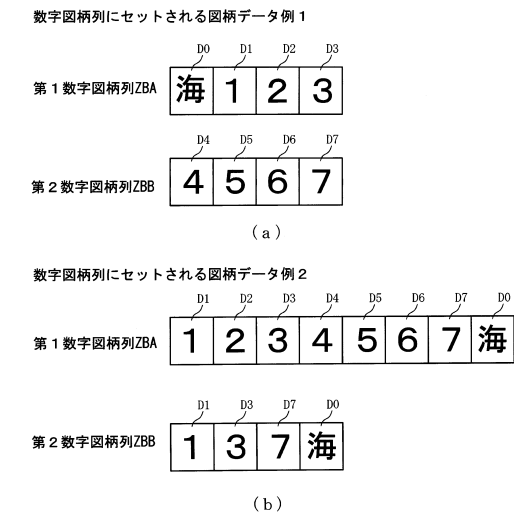 数字図柄列にセットされる図柄データ例1
D0 D1 D2 D3
第1数字図柄列ZBA 海 1 2 3
D4 D5 D6 D7
第2数字図柄列ZBB 4 5 6 7
(a)
数字図柄列にセットされる図柄データ例2
D1 D2 D3 D4 D5 D6 D7 D0
第1数字図柄列ZBA 1 2 3 4 5 6 7 海
D1 D3 D7 D0
第2数字図柄列ZBB 1 3 7 海
(b)